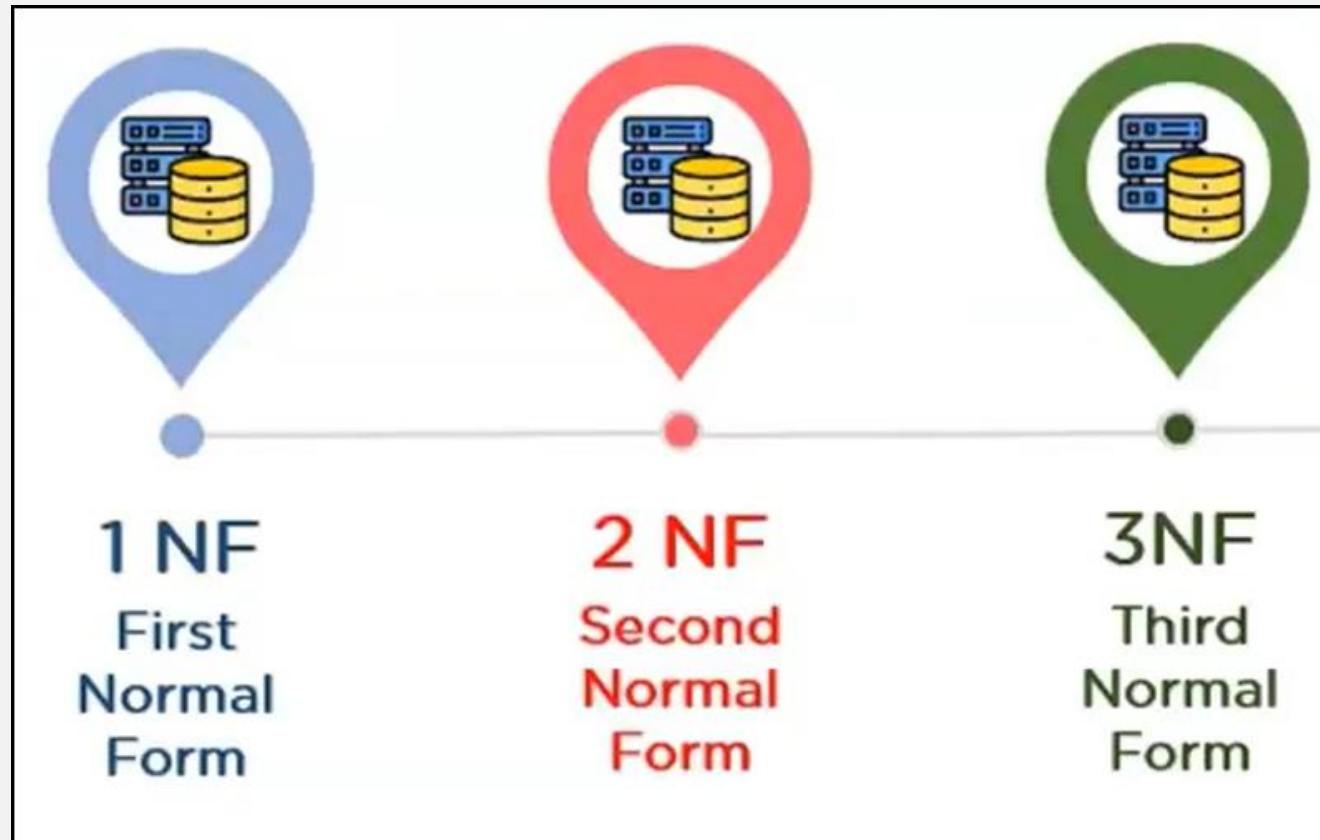 1 NF
First
Normal
Form
2 NF
Second
Normal
Form
3NF
Third
Normal
Form